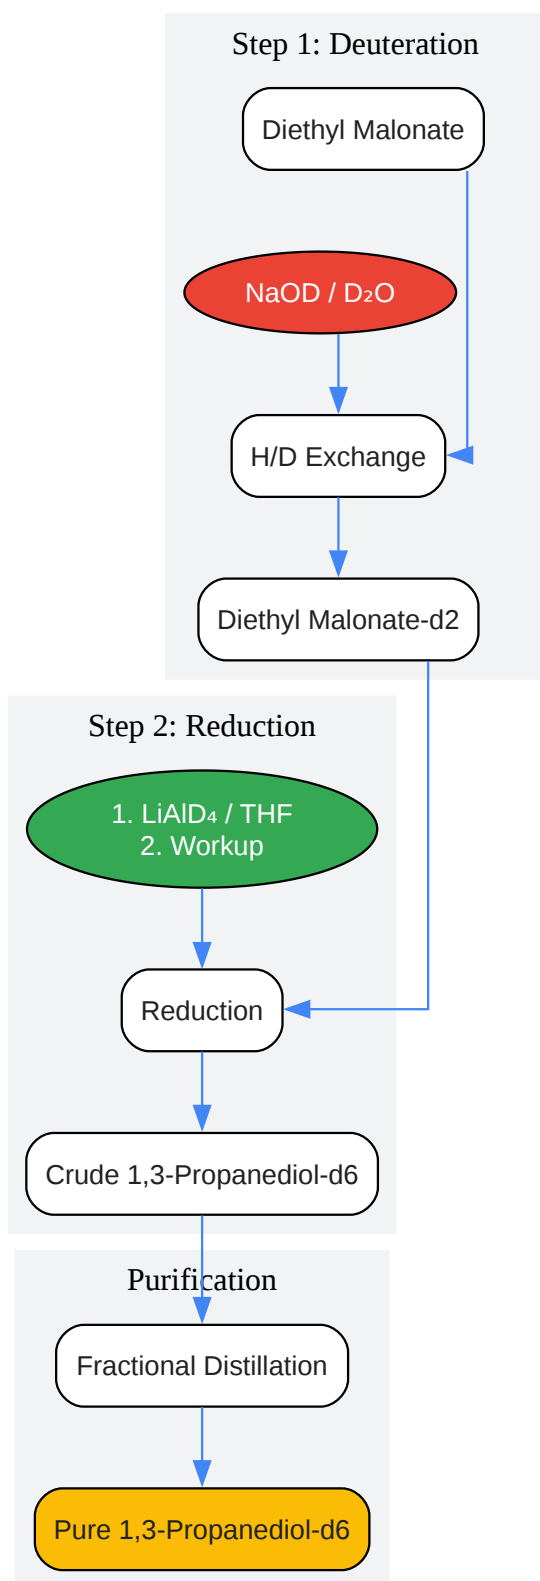 Step 1: Deuteration
Diethyl Malonate
NaOD / D₂O
H/D Exchange
Diethyl Malonate-d2
Step 2: Reduction
1. LiAlD₄ / THF
2. Workup
Reduction
Crude 1,3-Propanediol-d6
Purification
Fractional Distillation
Pure 1,3-Propanediol-d6